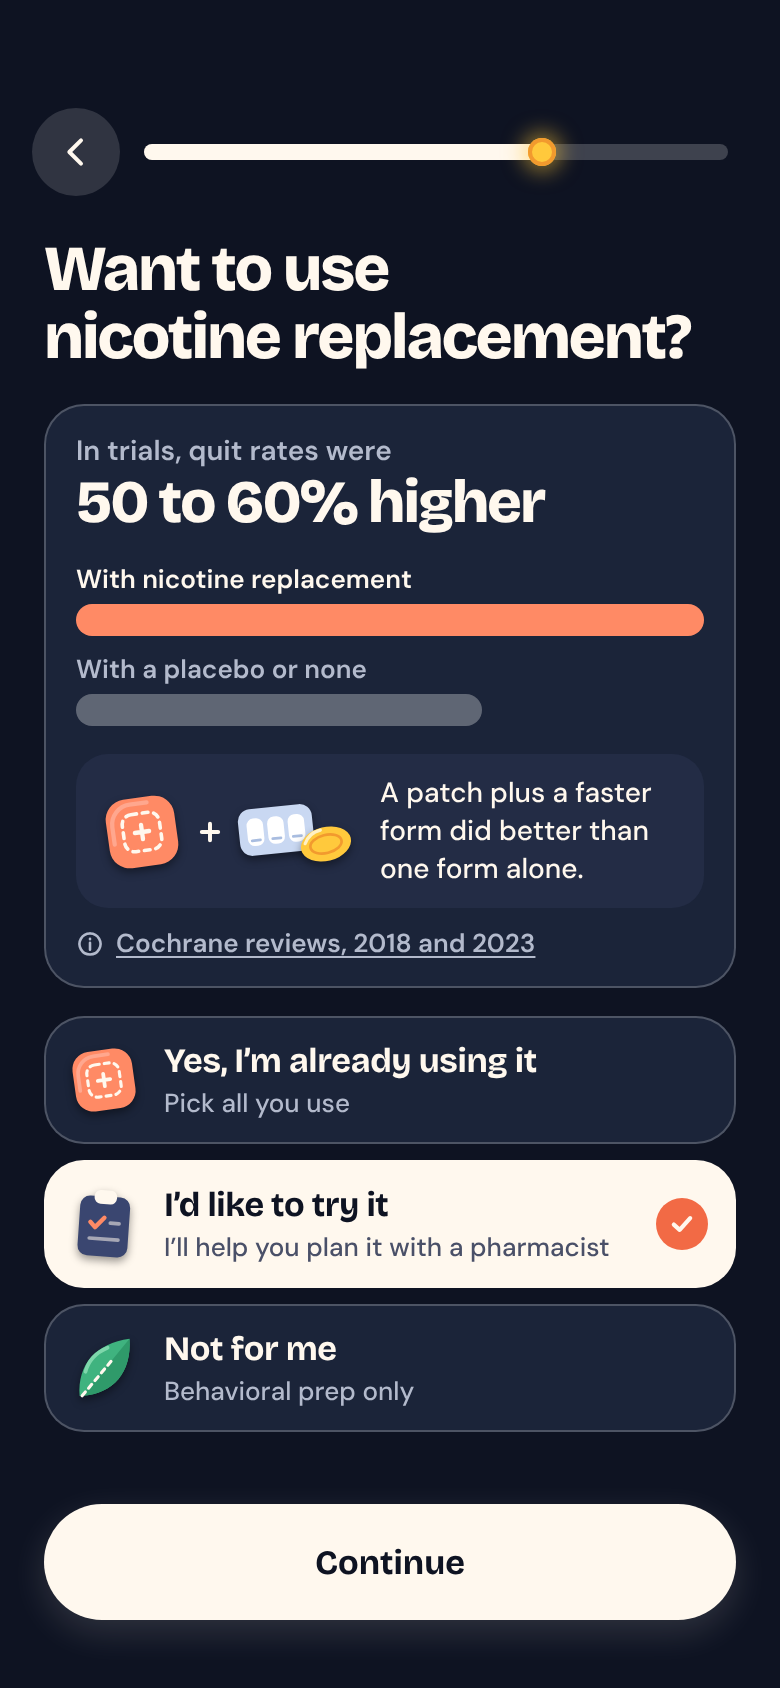 Want to use
nicotine replacement?
In trials, quit rates were
50 to 60% higher
With nicotine replacement
With a placebo or none
A patch plus a faster
form did better than
one form alone.
Cochrane reviews, 2018 and 2023
Yes, I’m already using it
Pick all you use
I’d like to try it
I’ll help you plan it with a pharmacist
Not for me
Behavioral prep only
Continue